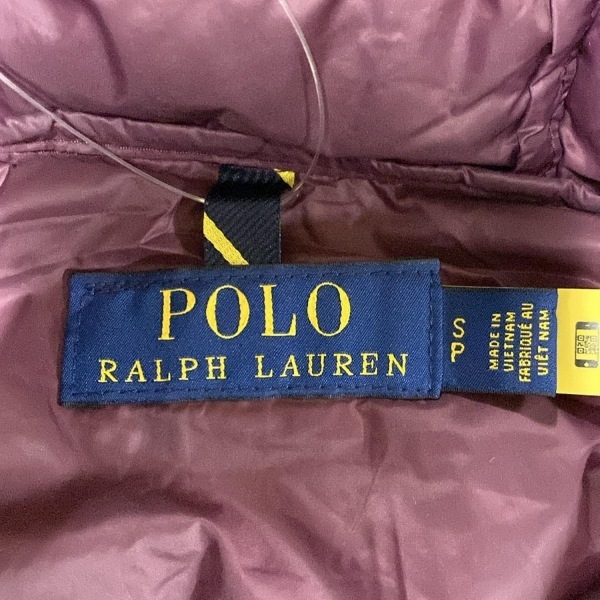 POLO
RALPH LAUREN
S
P
MADE IN
VIETNAM
FABRIQUÉ AU
VIÊT NAM